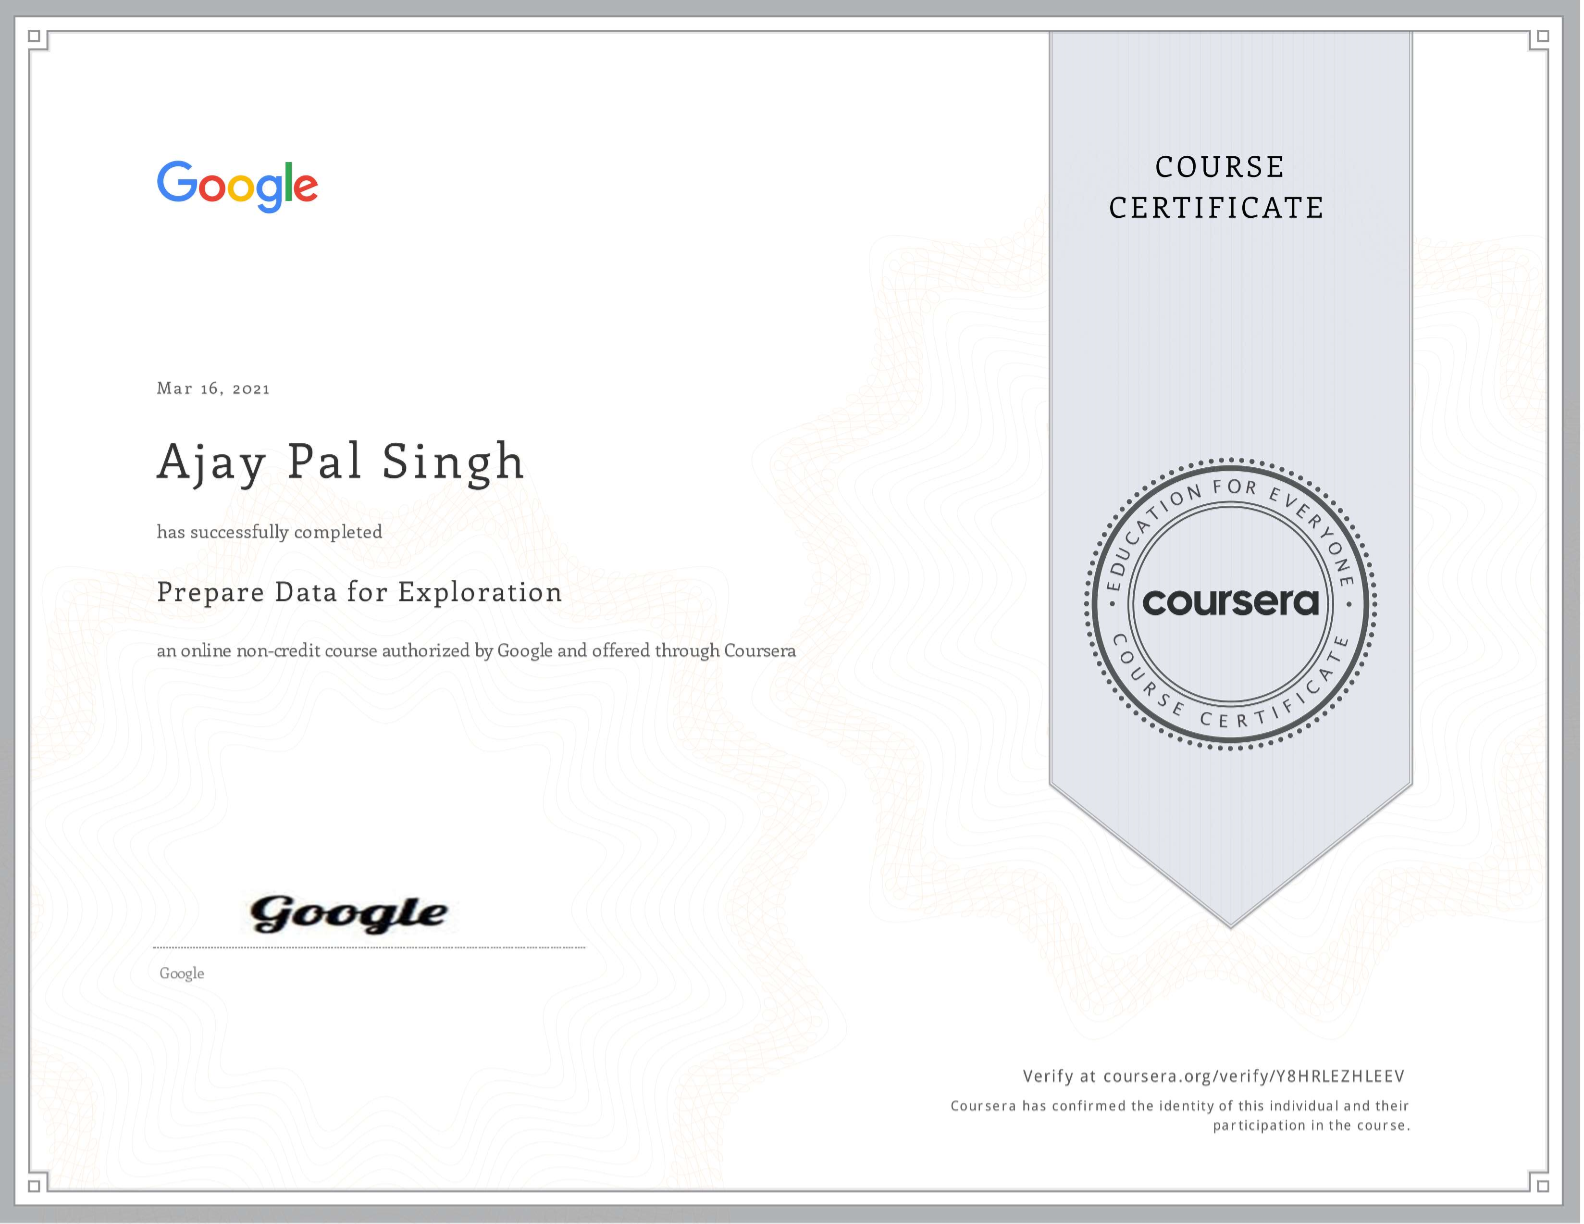 Google
COURSE
CERTIFICATE
Mar 16, 2021
Ajay Pal Singh
has successfully completed
Prepare Data for Exploration
an online non-credit course authorized by Google and offered through Coursera
EDUCATION FOR EVERYONE
coursera
COURSE CERTIFICATE
Google
Google
Verify at coursera.org/verify/Y8HRLEZHLEEV
Coursera has confirmed the identity of this individual and their
participation in the course.